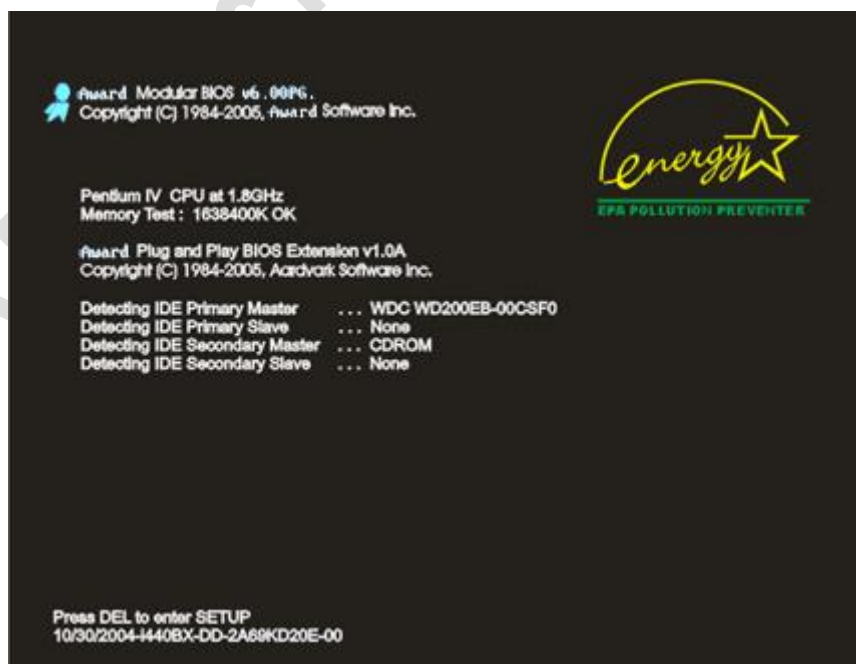 Award Modular BIOS v6.00PG.
Copyright (C) 1984-2005, Award Software Inc.
energy
EPA POLLUTION PREVENTER
Pentium IV CPU at 1.8GHz
Memory Test : 1638400K OK
Award Plug and Play BIOS Extension v1.0A
Copyright (C) 1984-2005, Aardvark Software Inc.
Detecting IDE Primary Master ... WDC WD200EB-00CSF0
Detecting IDE Primary Slave ... None
Detecting IDE Secondary Master ... CDROM
Detecting IDE Secondary Slave ... None
Press DEL to enter SETUP
10/30/2004-i440BX-DD-2A69KD20E-00